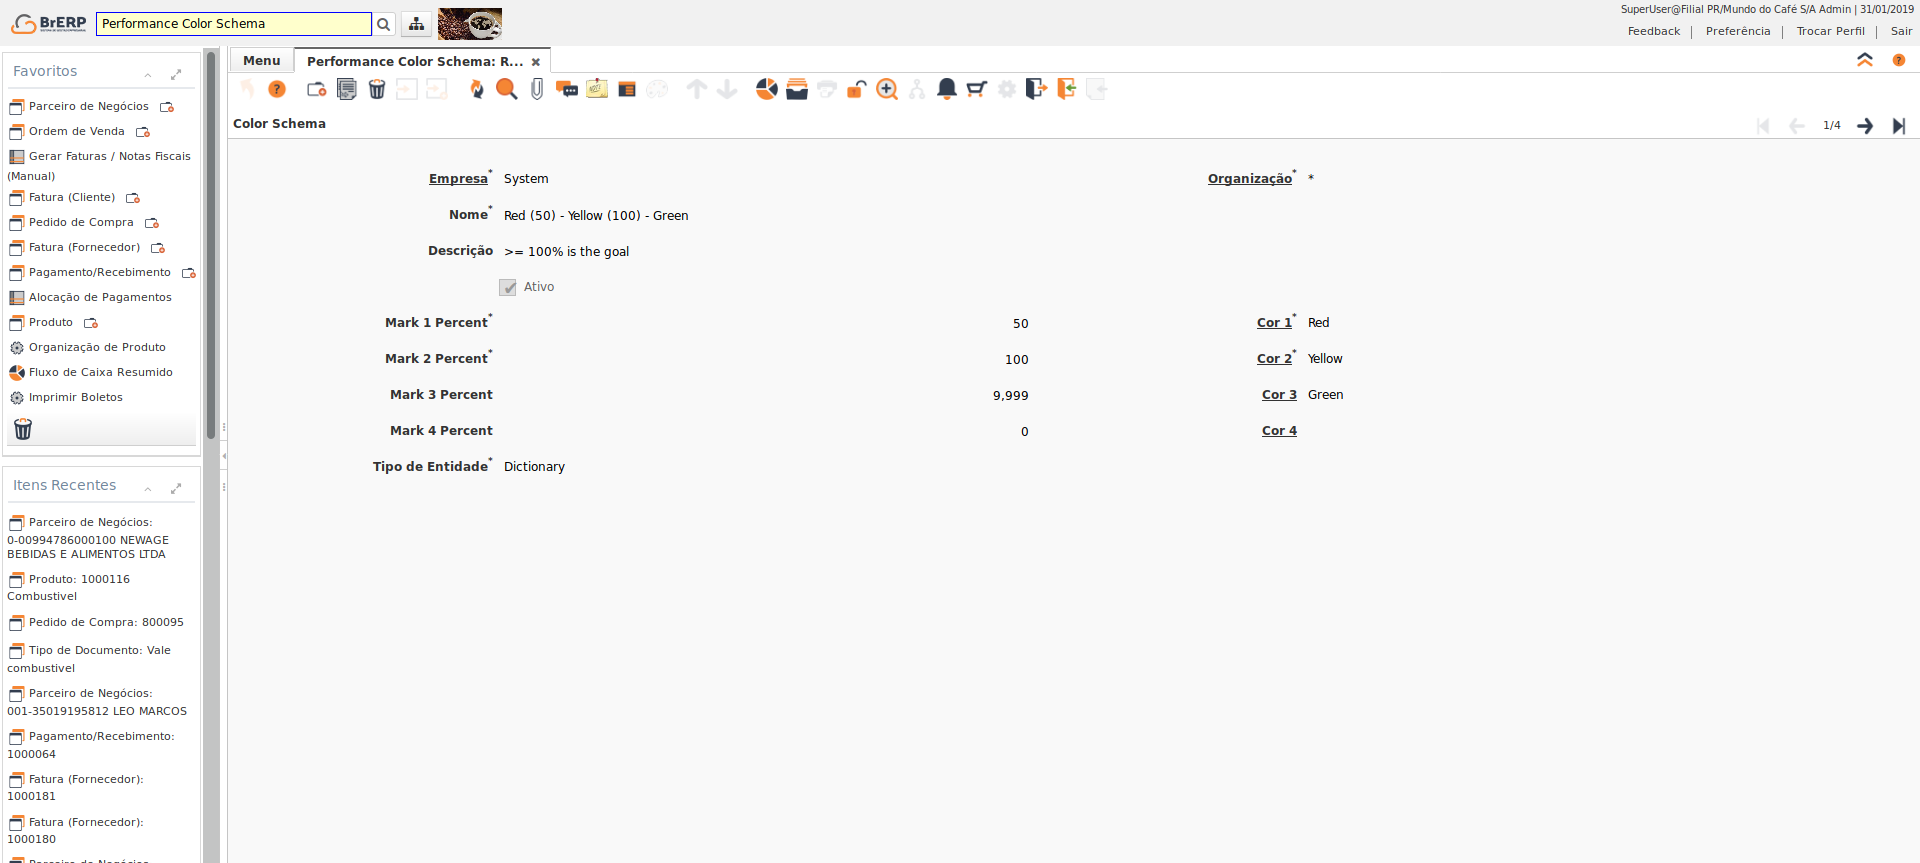 BrERP
Performance Color Schema
SuperUser@Filial PR/Mundo do Café S/A Admin | 31/01/2019
Feedback | Preferência | Trocar Perfil | Sair
Favoritos
Parceiro de Negócios
Ordem de Venda
Gerar Faturas / Notas Fiscais
(Manual)
Fatura (Cliente)
Pedido de Compra
Fatura (Fornecedor)
Pagamento/Recebimento
Alocação de Pagamentos
Produto
Organização de Produto
Fluxo de Caixa Resumido
Imprimir Boletos
Itens Recentes
Parceiro de Negócios:
0-00994786000100 NEWAGE
BEBIDAS E ALIMENTOS LTDA
Produto: 1000116
Combustivel
Pedido de Compra: 800095
Tipo de Documento: Vale
combustivel
Parceiro de Negócios:
001-35019195812 LEO MARCOS
Pagamento/Recebimento:
1000064
Fatura (Fornecedor):
1000181
Fatura (Fornecedor):
1000180
Menu
Performance Color Schema: R...
Color Schema
1/4
Empresa* System
Organização* *
Nome* Red (50) - Yellow (100) - Green
Descrição >= 100% is the goal
Ativo
Mark 1 Percent* 50
Cor 1* Red
Mark 2 Percent* 100
Cor 2* Yellow
Mark 3 Percent 9,999
Cor 3 Green
Mark 4 Percent 0
Cor 4
Tipo de Entidade* Dictionary